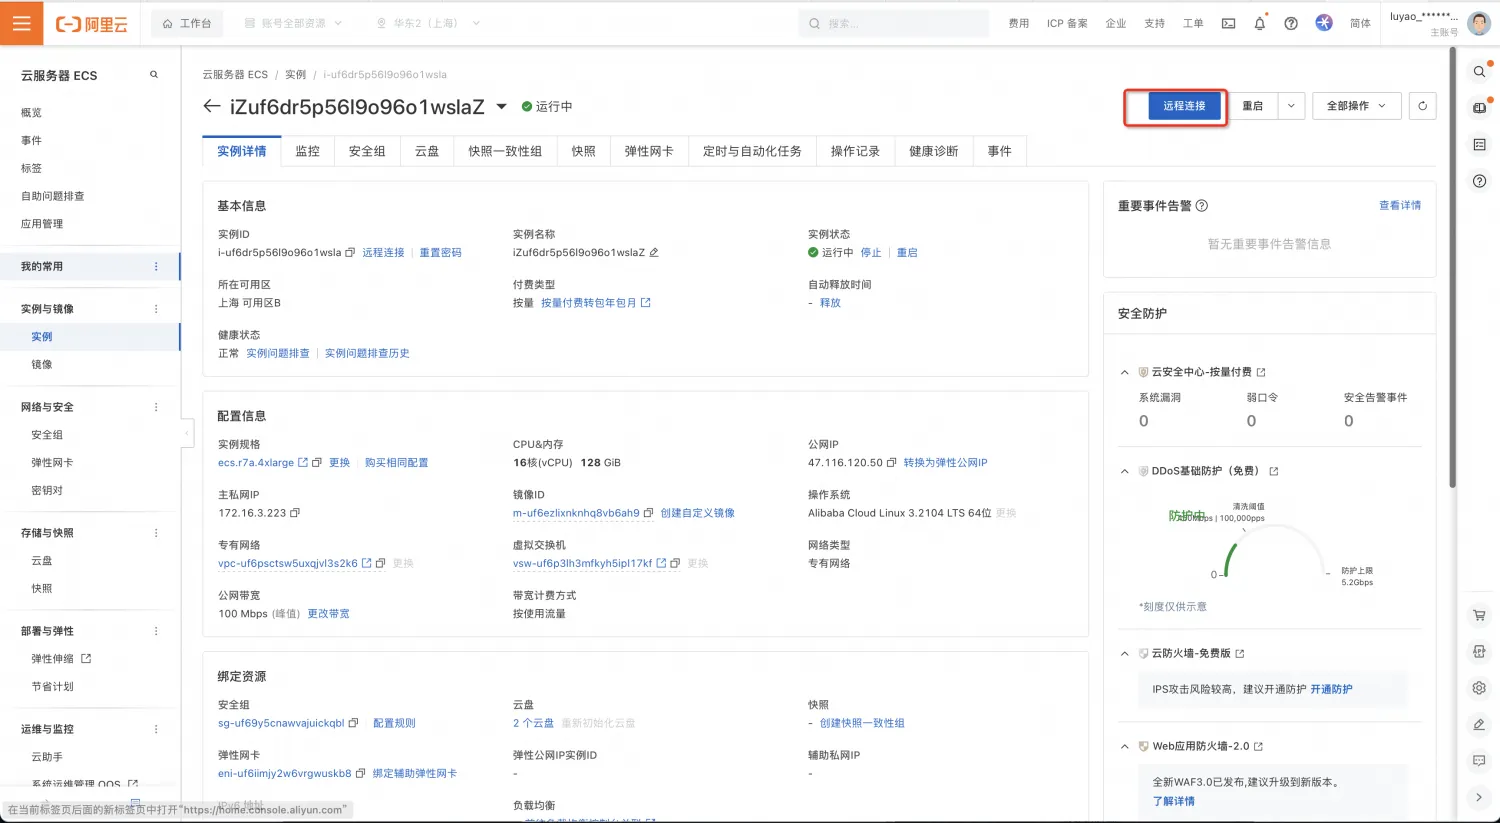 阿里云
工作台
账号全部资源
华东2（上海）
搜索...
费用
ICP 备案
企业
支持
工单
简体
luyao_******...
主账号
云服务器 ECS
概览
事件
标签
自助问题排查
应用管理
我的常用
实例与镜像
实例
镜像
网络与安全
安全组
弹性网卡
密钥对
存储与快照
云盘
快照
部署与弹性
弹性伸缩
节省计划
运维与监控
云助手
系统运维管理 OOS
在当前标签页后面的新标签页中打开"https://home.console.aliyun.com"
云服务器 ECS / 实例 / i-uf6dr5p56l9o96o1wsla
iZuf6dr5p56l9o96o1wslaZ
运行中
远程连接
重启
全部操作
实例详情
监控
安全组
云盘
快照一致性组
快照
弹性网卡
定时与自动化任务
操作记录
健康诊断
事件
基本信息
实例ID
i-uf6dr5p56l9o96o1wsla 远程连接 | 重置密码
实例名称
iZuf6dr5p56l9o96o1wslaZ
实例状态
运行中 停止 | 重启
所在可用区
上海 可用区B
付费类型
按量 按量付费转包年包月
自动释放时间
- 释放
健康状态
正常 实例问题排查 | 实例问题排查历史
配置信息
实例规格
ecs.r7a.4xlarge 更换 购买相同配置
CPU&内存
16核(vCPU) 128 GiB
公网IP
47.116.120.50 转换为弹性公网IP
主私网IP
172.16.3.223
镜像ID
m-uf6ezlixnknhq8vb6ah9 创建自定义镜像
操作系统
Alibaba Cloud Linux 3.2104 LTS 64位 更换
专有网络
vpc-uf6psctsw5uxqjvl3s2k6 更换
虚拟交换机
vsw-uf6p3lh3mfkyh5ipl17kf 更换
网络类型
专有网络
公网带宽
100 Mbps (峰值) 更改带宽
带宽计费方式
按使用流量
绑定资源
安全组
sg-uf69y5cnawvajuickqbl 配置规则
云盘
2 个云盘 重新初始化云盘
快照
- 创建快照一致性组
弹性网卡
eni-uf6iimjy2w6vrgwuskb8 绑定辅助弹性网卡
弹性公网IP实例ID
-
辅助私网IP
-
IPv6 地址
负载均衡
重要事件告警
查看详情
暂无重要事件告警信息
安全防护
云安全中心-按量付费
系统漏洞
弱口令
安全告警事件
0
0
0
DDoS基础防护（免费）
清洗阈值
防护中
Mbps | 100,000pps
0
防护上限
5.2Gbps
*刻度仅供示意
云防火墙-免费版
IPS攻击风险较高，建议开通防护 开通防护
Web应用防火墙-2.0
全新WAF3.0已发布,建议升级到新版本。
了解详情